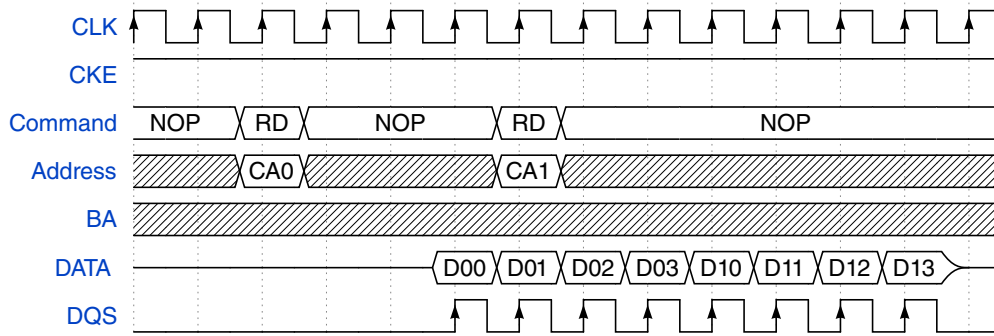 CLK
CKE
Command NOP RD NOP RD NOP
Address CA0 CA1
BA
DATA D00 D01 D02 D03 D10 D11 D12 D13
DQS